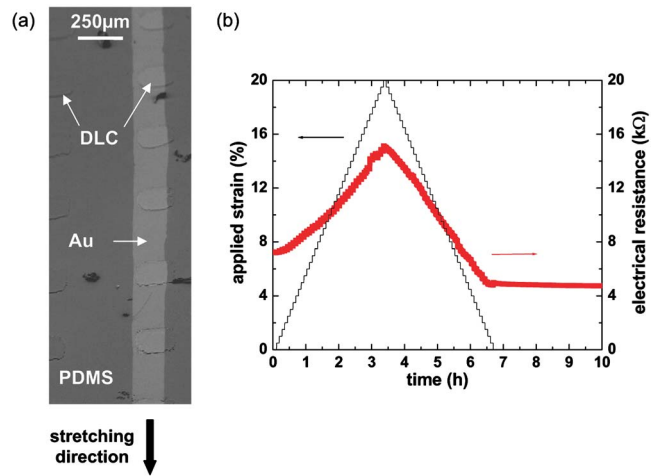 (a)
250μm
DLC
Au
PDMS
stretching
direction
(b)
applied strain (%)
20
16
12
8
4
0
0 1 2 3 4 5 6 7 8 9 10
time (h)
20
16
12
8
4
0
electrical resistance (kΩ)